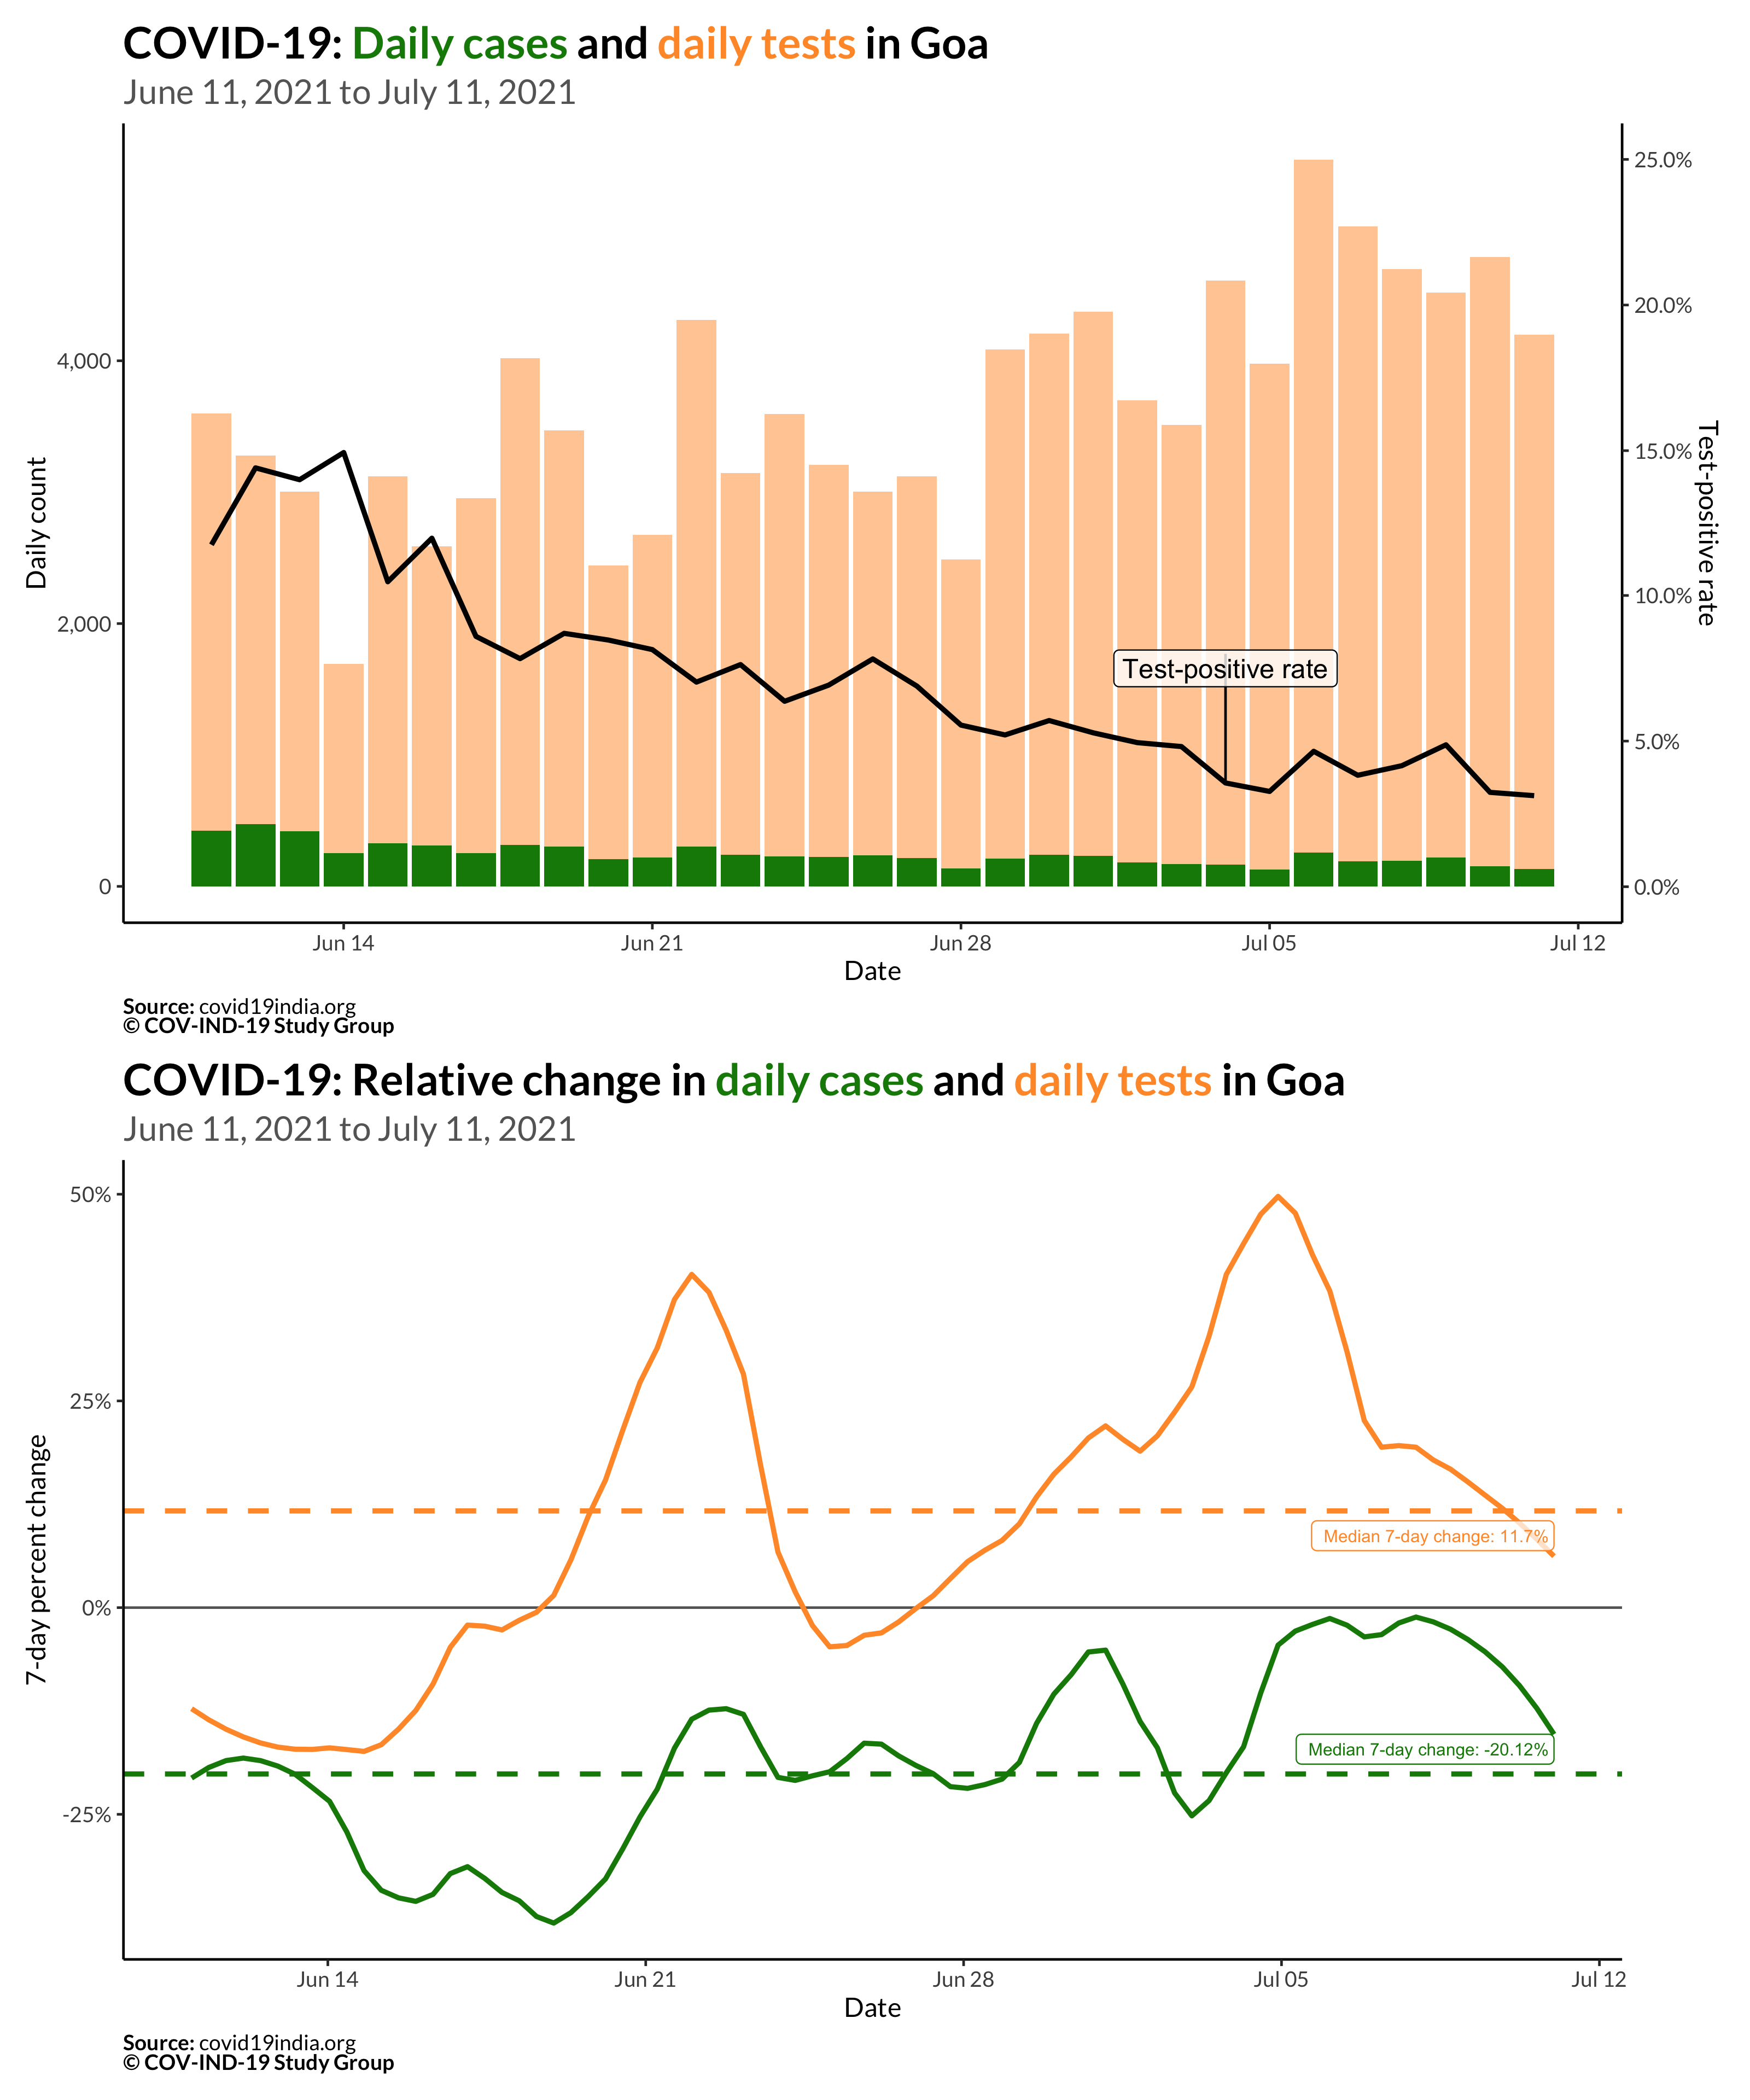 COVID-19: Daily cases and daily tests in Goa
June 11, 2021 to July 11, 2021
Daily count
4,000
2,000
0
25.0%
20.0%
15.0%
10.0%
5.0%
0.0%
Test-positive rate
Test-positive rate
Jun 14
Jun 21
Jun 28
Jul 05
Jul 12
Date
Source: covid19india.org
© COV-IND-19 Study Group
COVID-19: Relative change in daily cases and daily tests in Goa
June 11, 2021 to July 11, 2021
7-day percent change
50%
25%
0%
-25%
Median 7-day change: 11.7%
Median 7-day change: -20.12%
Jun 14
Jun 21
Jun 28
Jul 05
Jul 12
Date
Source: covid19india.org
© COV-IND-19 Study Group